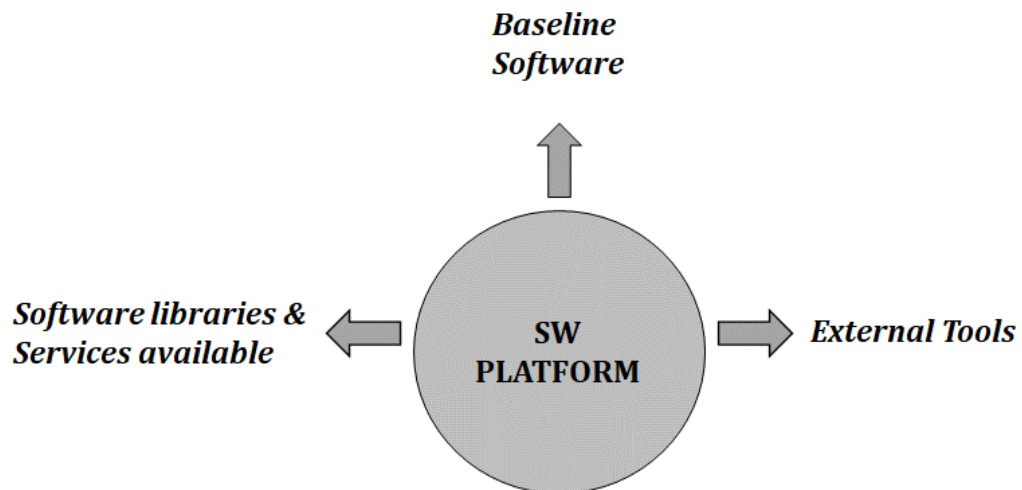 Baseline
Software
Software libraries &
Services available
SW
PLATFORM
External Tools